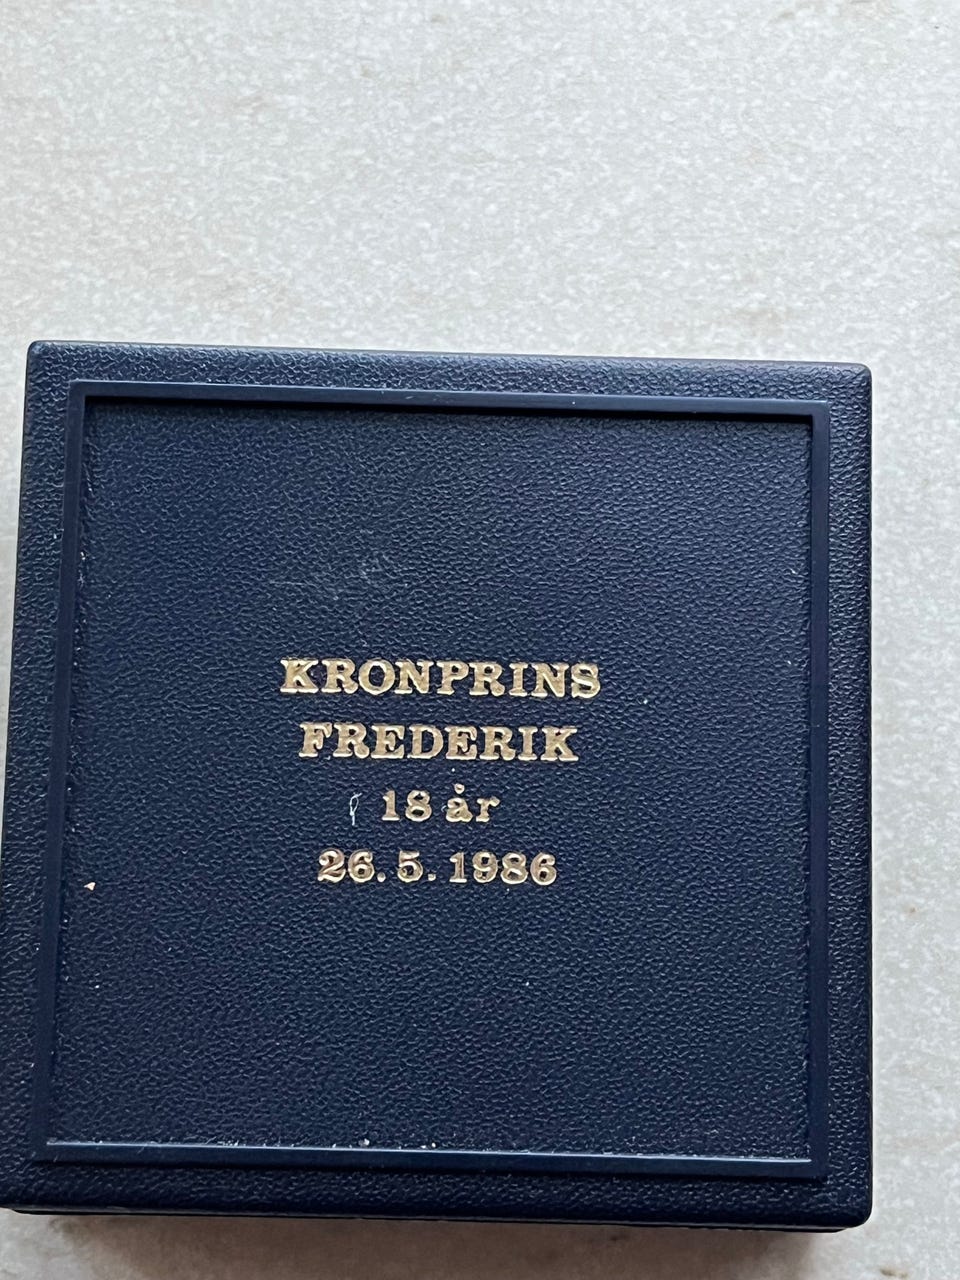 KRONPRINS
FREDERIK
18 år
26.5.1986